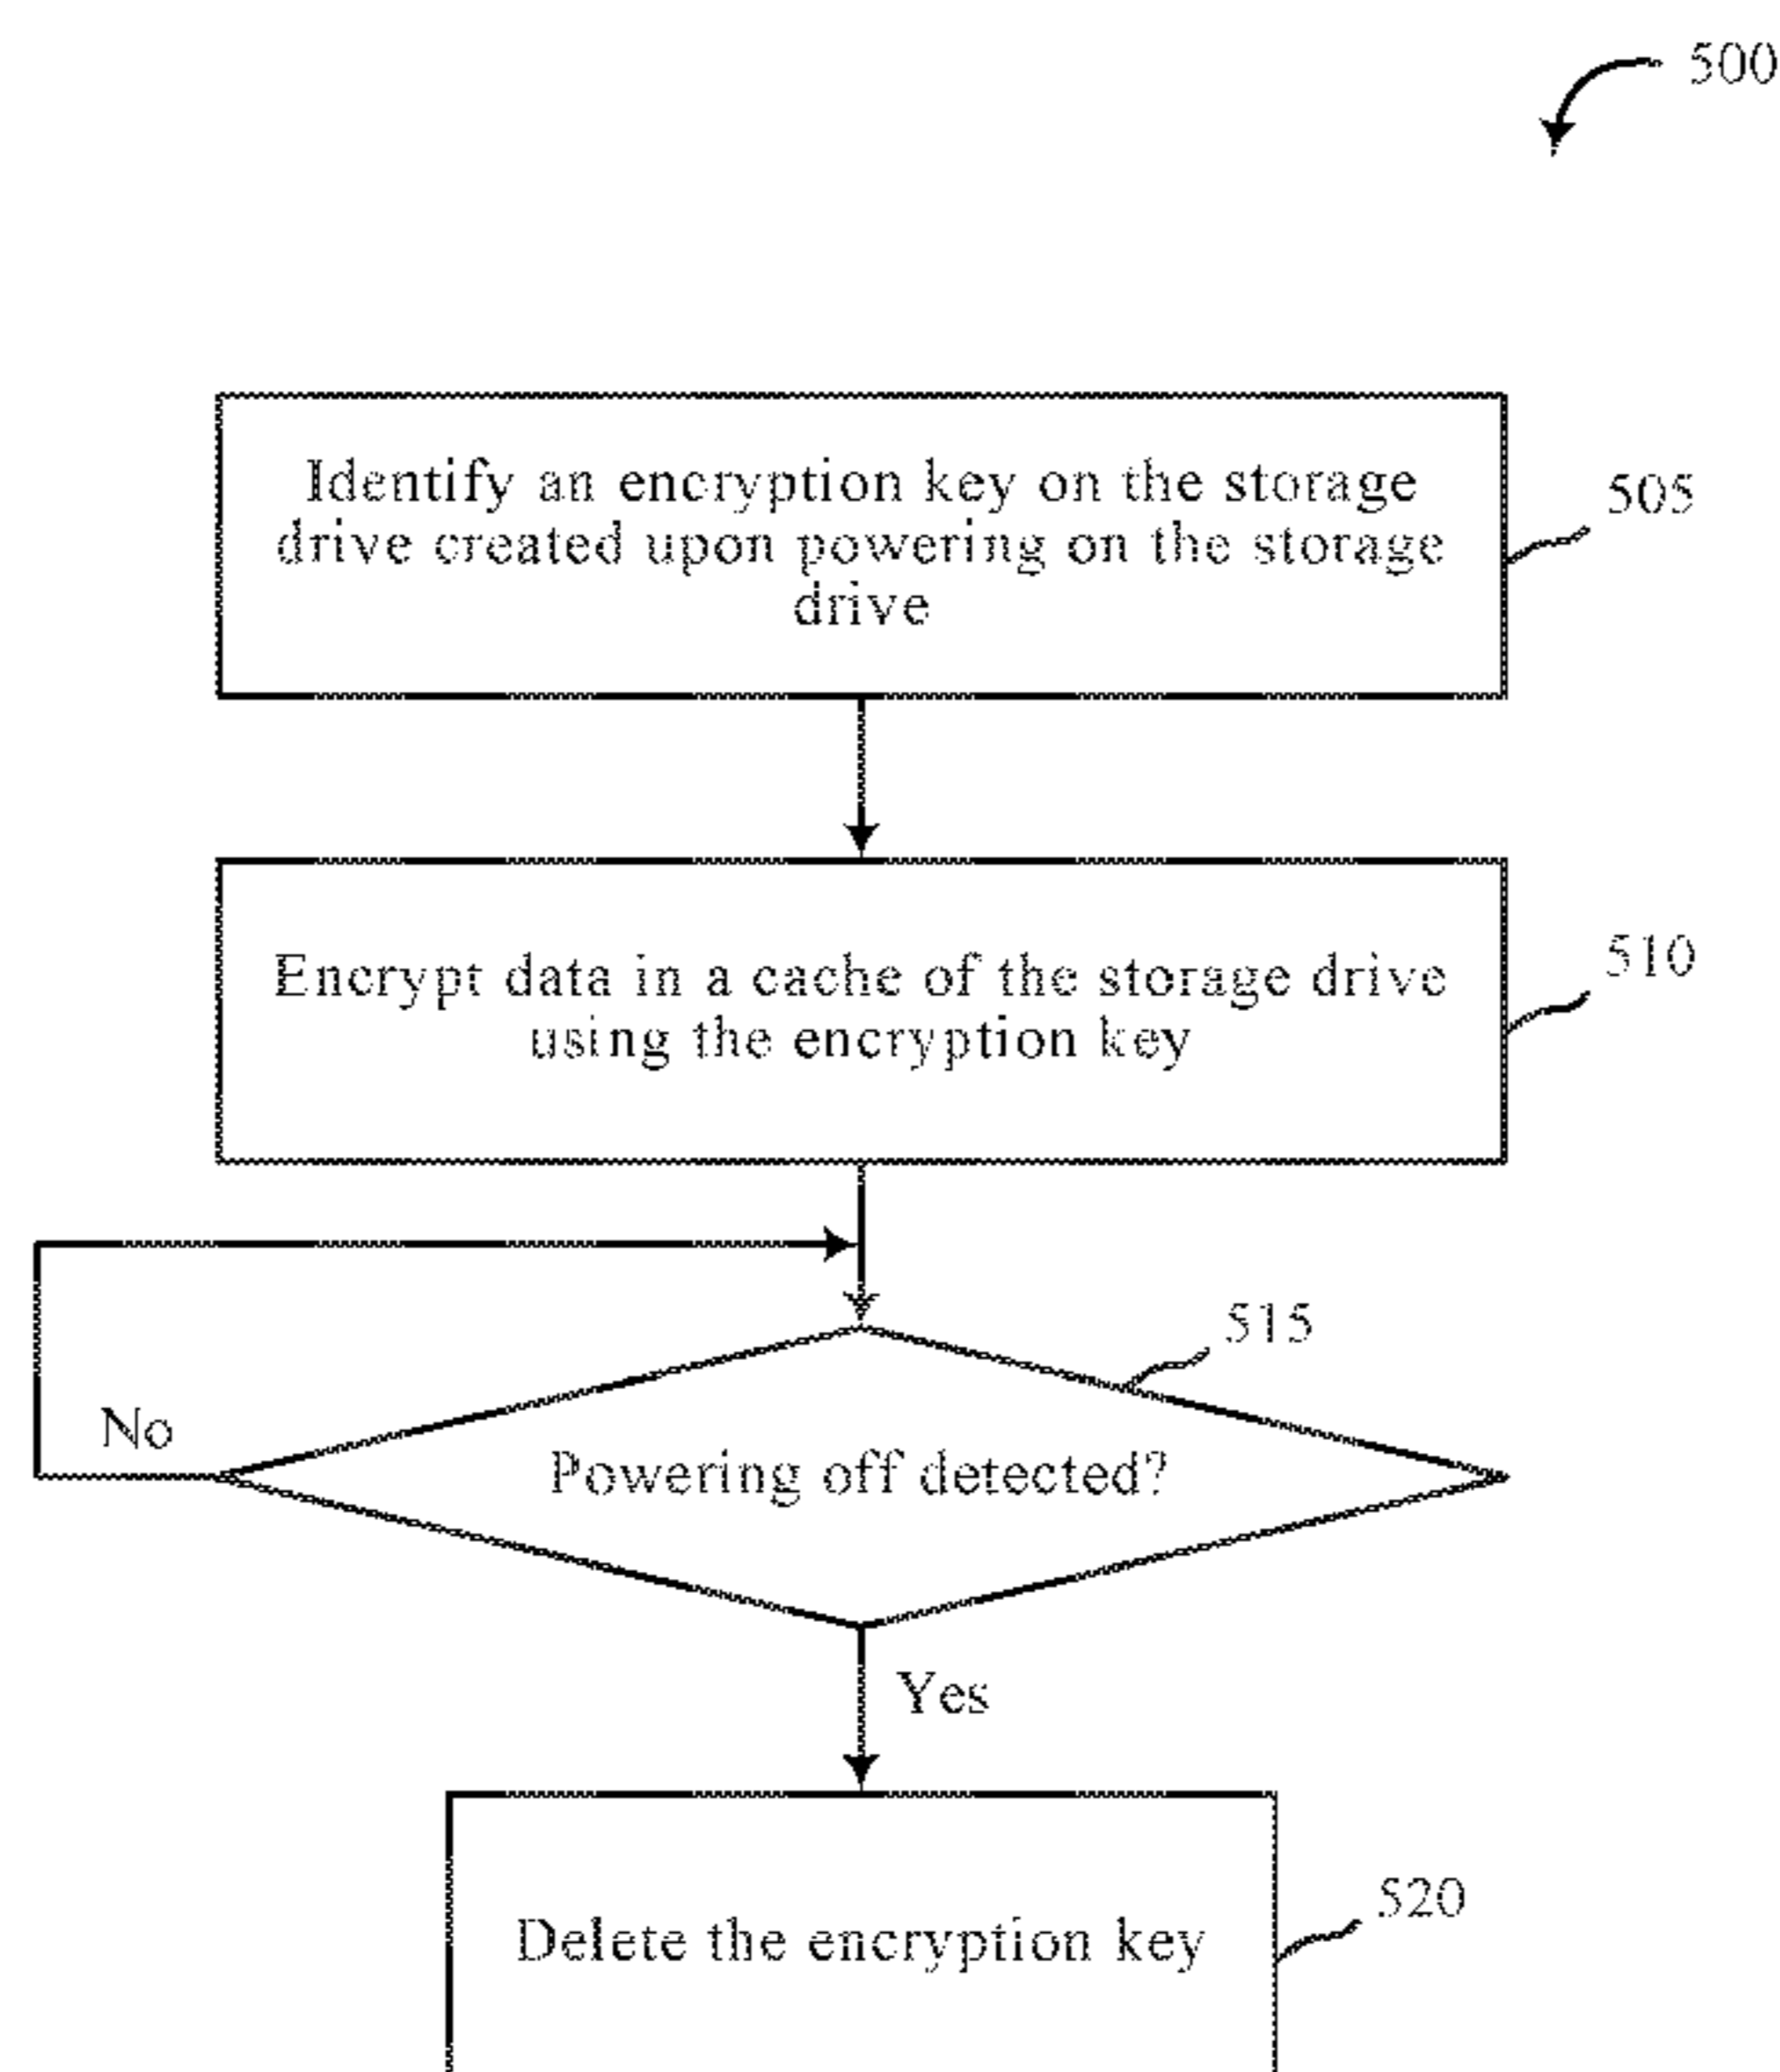 500
Identify an encryption key on the storage
drive created upon powering on the storage
drive
505
Encrypt data in a cache of the storage drive
using the encryption key
510
515
No
Powering off detected?
Yes
520
Delete the encryption key